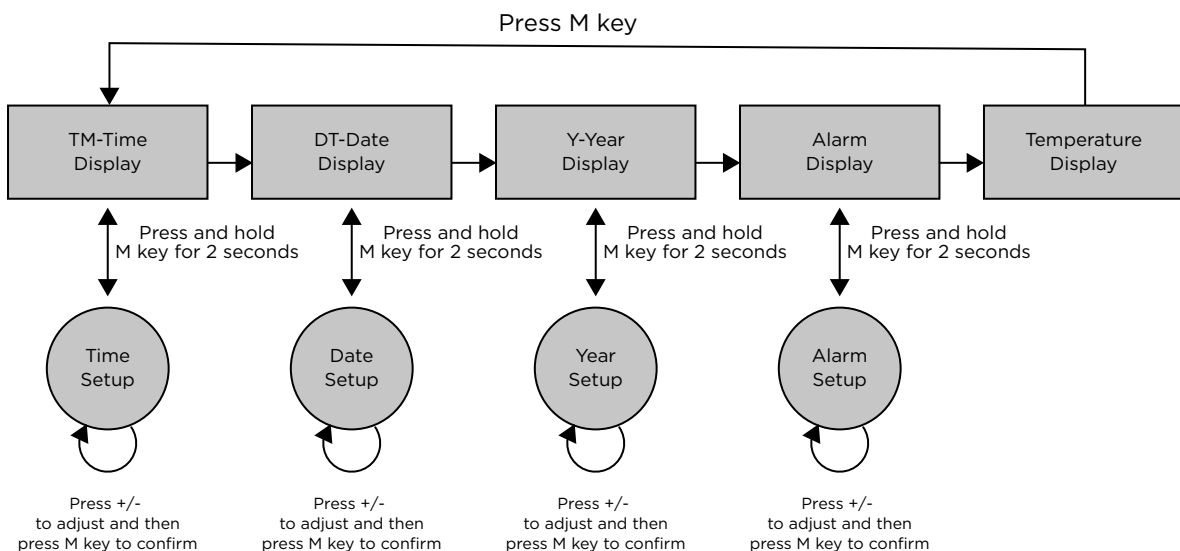 Press M key
TM-Time
Display
DT-Date
Display
Y-Year
Display
Alarm
Display
Temperature
Display
Press and hold
M key for 2 seconds
Press and hold
M key for 2 seconds
Press and hold
M key for 2 seconds
Press and hold
M key for 2 seconds
Time
Setup
Date
Setup
Year
Setup
Alarm
Setup
Press +/-
to adjust and then
press M key to confirm
Press +/-
to adjust and then
press M key to confirm
Press +/-
to adjust and then
press M key to confirm
Press +/-
to adjust and then
press M key to confirm